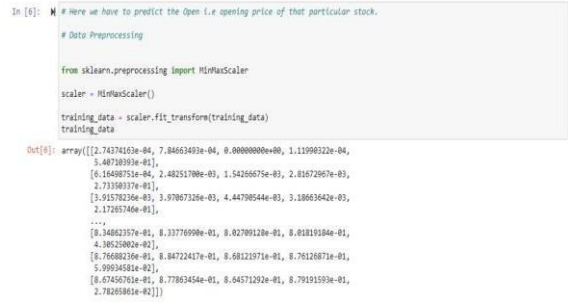 In [6]: # Here we have to predict the Open i.e opening price of that particular stock.
# Data Preprocessing
from sklearn.preprocessing import MinMaxScaler
scaler = MinMaxScaler()
training_data = scaler.fit_transform(training_data)
training_data
Out[6]: array([[2.74374163e-04, 7.84663493e-04, 0.00000000e+00, 1.11990322e-04,
5.40710393e-01],
[6.16498751e-04, 2.48251700e-03, 1.54266675e-03, 2.81672967e-03,
2.73350337e-01],
[3.91578236e-03, 3.97067326e-03, 4.44790544e-03, 3.18663642e-03,
2.17265746e-01],
...,
[8.34862357e-01, 8.33776990e-01, 8.02709128e-01, 8.01819184e-01,
4.30525002e-02],
[8.76688236e-01, 8.84722417e-01, 8.68121971e-01, 8.76126871e-01,
5.99934581e-02],
[8.67456761e-01, 8.77863454e-01, 8.64571292e-01, 8.79191593e-01,
2.78265861e-02]])